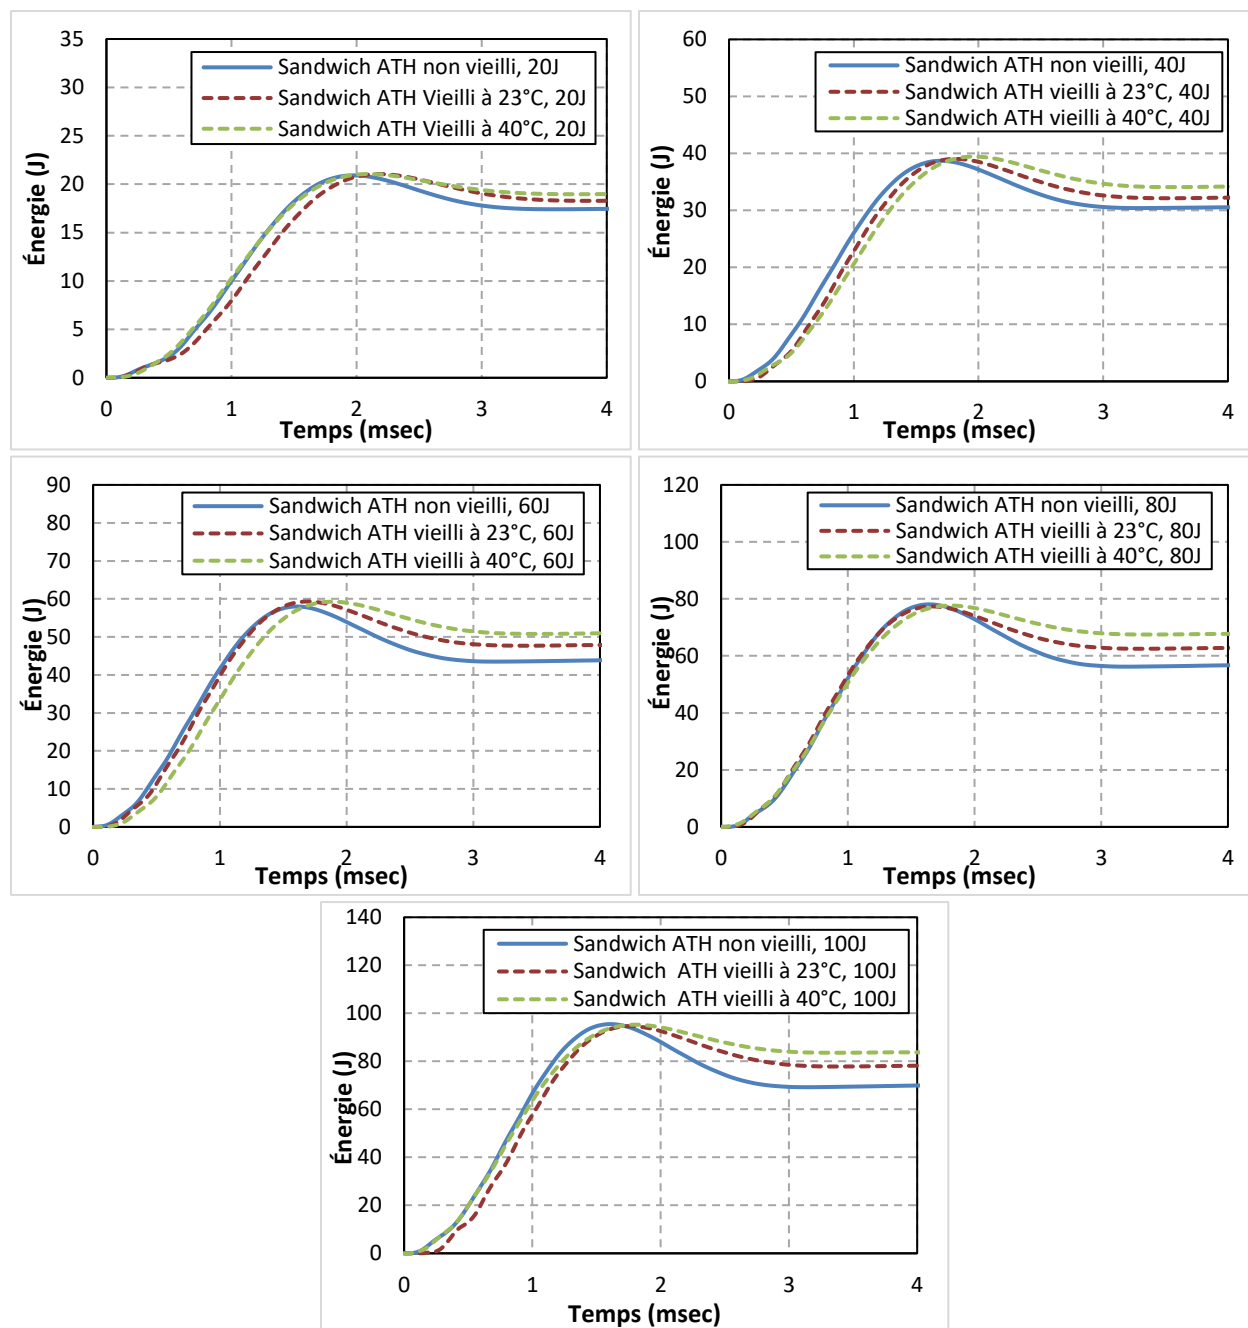 35
30
25
20
15
10
5
0
Énergie (J)
Sandwich ATH non vieilli, 20J
Sandwich ATH Vieilli à 23°C, 20J
Sandwich ATH Vieilli à 40°C, 20J
0 1 2 3 4
Temps (msec)
60
50
40
30
20
10
0
Énergie (J)
Sandwich ATH non vieilli, 40J
Sandwich ATH vieilli à 23°C, 40J
Sandwich ATH vieilli à 40°C, 40J
0 1 2 3 4
Temps (msec)
90
80
70
60
50
40
30
20
10
0
Énergie (J)
Sandwich ATH non vieilli, 60J
Sandwich ATH vieilli à 23°C, 60J
Sandwich ATH vieilli à 40°C, 60J
0 1 2 3 4
Temps (msec)
120
100
80
60
40
20
0
Énergie (J)
Sandwich ATH non vieilli, 80J
Sandwich ATH vieilli à 23°C, 80J
Sandwich ATH vieilli à 40°C, 80J
0 1 2 3 4
Temps (msec)
140
120
100
80
60
40
20
0
Énergie (J)
Sandwich ATH non vieilli, 100J
Sandwich ATH vieilli à 23°C, 100J
Sandwich ATH vieilli à 40°C, 100J
0 1 2 3 4
Temps (msec)